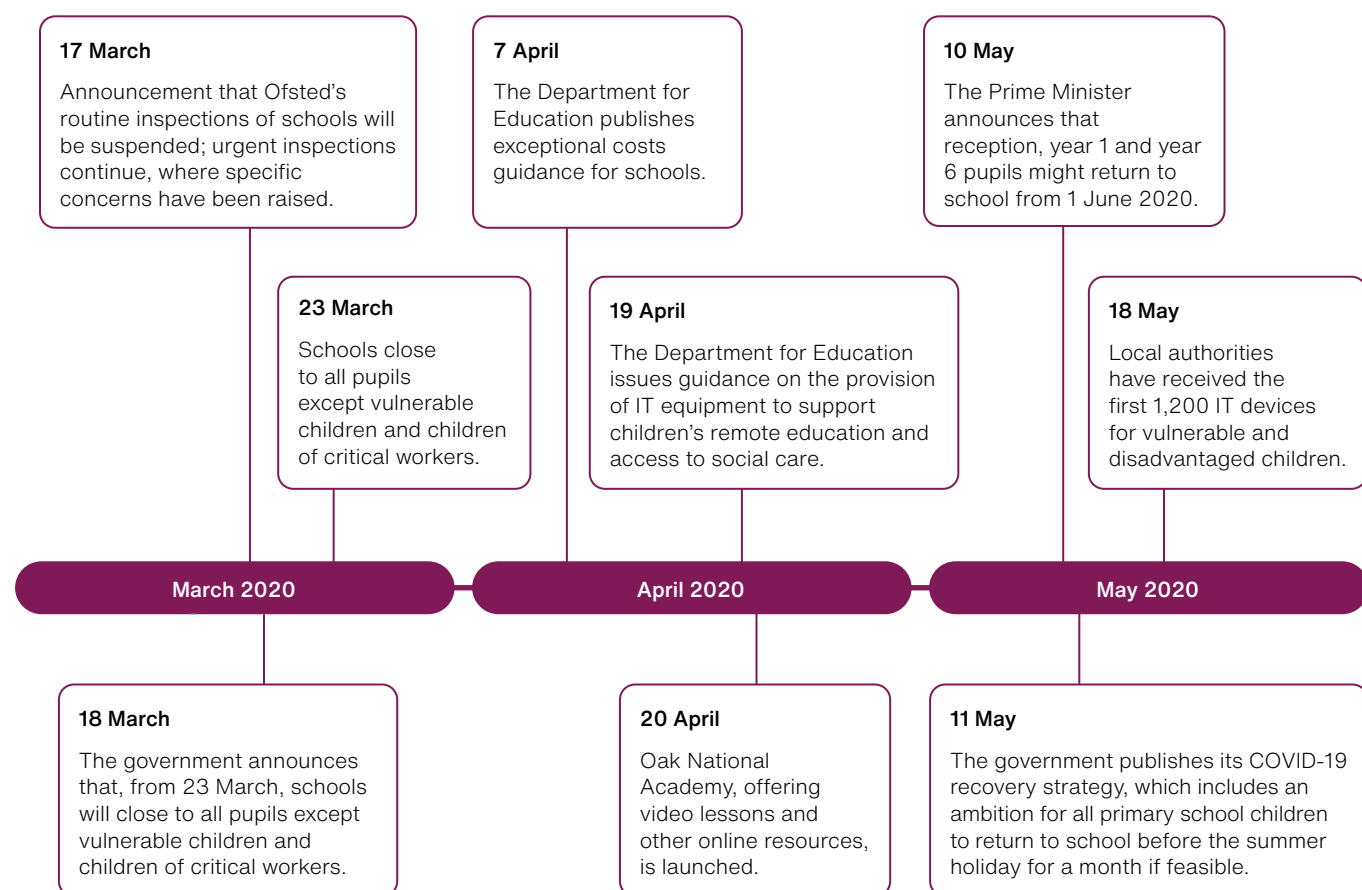 17 March
Announcement that Ofsted's
routine inspections of schools will
be suspended; urgent inspections
continue, where specific
concerns have been raised.
7 April
The Department for
Education publishes
exceptional costs
guidance for schools.
10 May
The Prime Minister
announces that
reception, year 1 and year
6 pupils might return to
school from 1 June 2020.
23 March
Schools close
to all pupils
except vulnerable
children and children
of critical workers.
19 April
The Department for Education
issues guidance on the provision
of IT equipment to support
children's remote education and
access to social care.
18 May
Local authorities
have received the
first 1,200 IT devices
for vulnerable and
disadvantaged children.
March 2020
April 2020
May 2020
18 March
The government announces
that, from 23 March, schools
will close to all pupils except
vulnerable children and
children of critical workers.
20 April
Oak National
Academy, offering
video lessons and
other online resources,
is launched.
11 May
The government publishes its COVID-19
recovery strategy, which includes an
ambition for all primary school children
to return to school before the summer
holiday for a month if feasible.